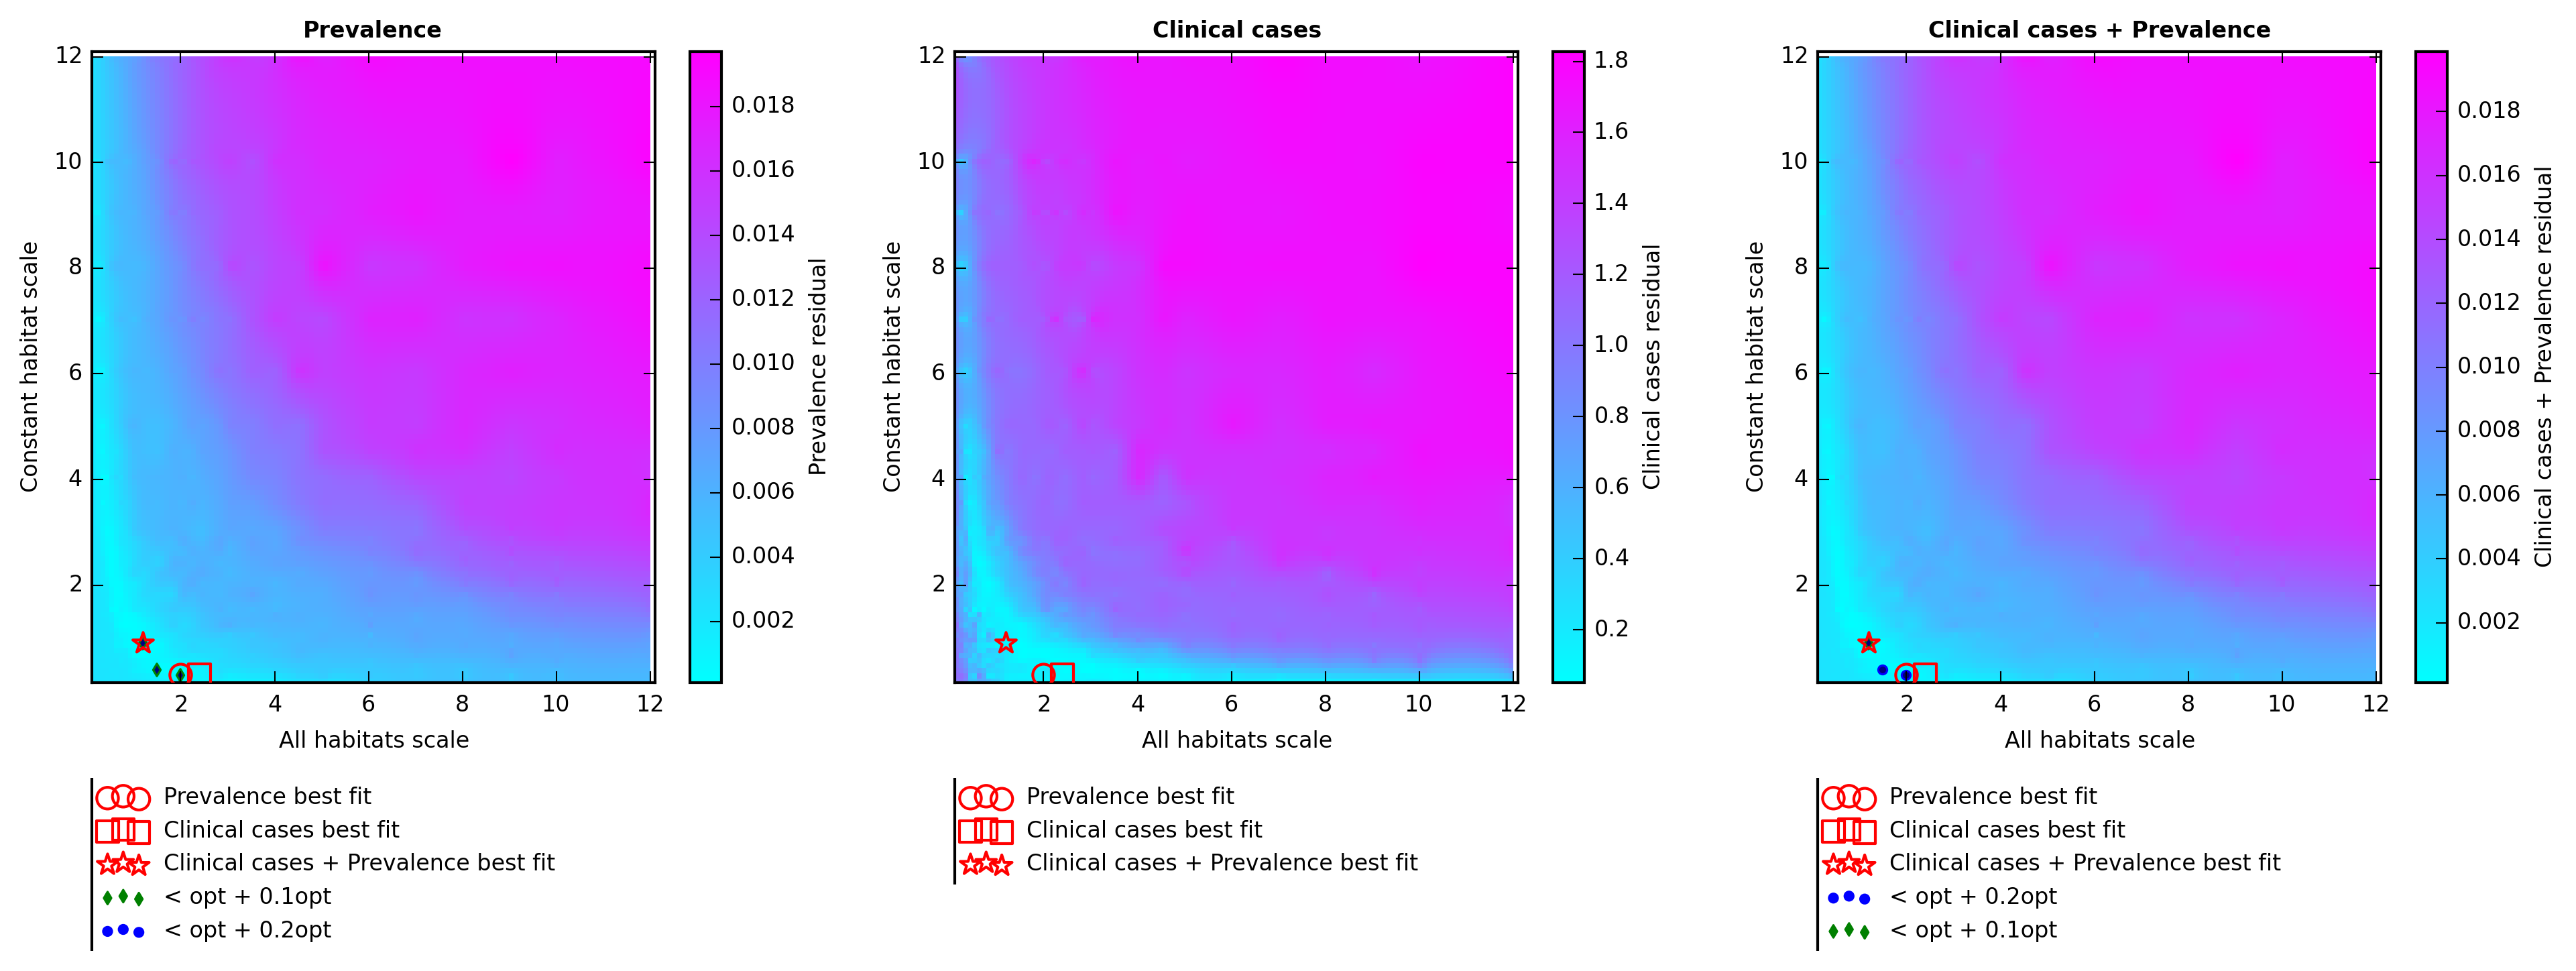 Prevalence
Constant habitat scale
12
10
8
6
4
2
2 4 6 8 10 12
All habitats scale
0.018
0.016
0.014
0.012
0.010
0.008
0.006
0.004
0.002
Prevalence residual
Prevalence best fit
Clinical cases best fit
Clinical cases + Prevalence best fit
< opt + 0.1opt
< opt + 0.2opt
Clinical cases
Constant habitat scale
12
10
8
6
4
2
2 4 6 8 10 12
All habitats scale
1.8
1.6
1.4
1.2
1.0
0.8
0.6
0.4
0.2
Clinical cases residual
Prevalence best fit
Clinical cases best fit
Clinical cases + Prevalence best fit
Clinical cases + Prevalence
Constant habitat scale
12
10
8
6
4
2
2 4 6 8 10 12
All habitats scale
0.018
0.016
0.014
0.012
0.010
0.008
0.006
0.004
0.002
Clinical cases + Prevalence residual
Prevalence best fit
Clinical cases best fit
Clinical cases + Prevalence best fit
< opt + 0.2opt
< opt + 0.1opt